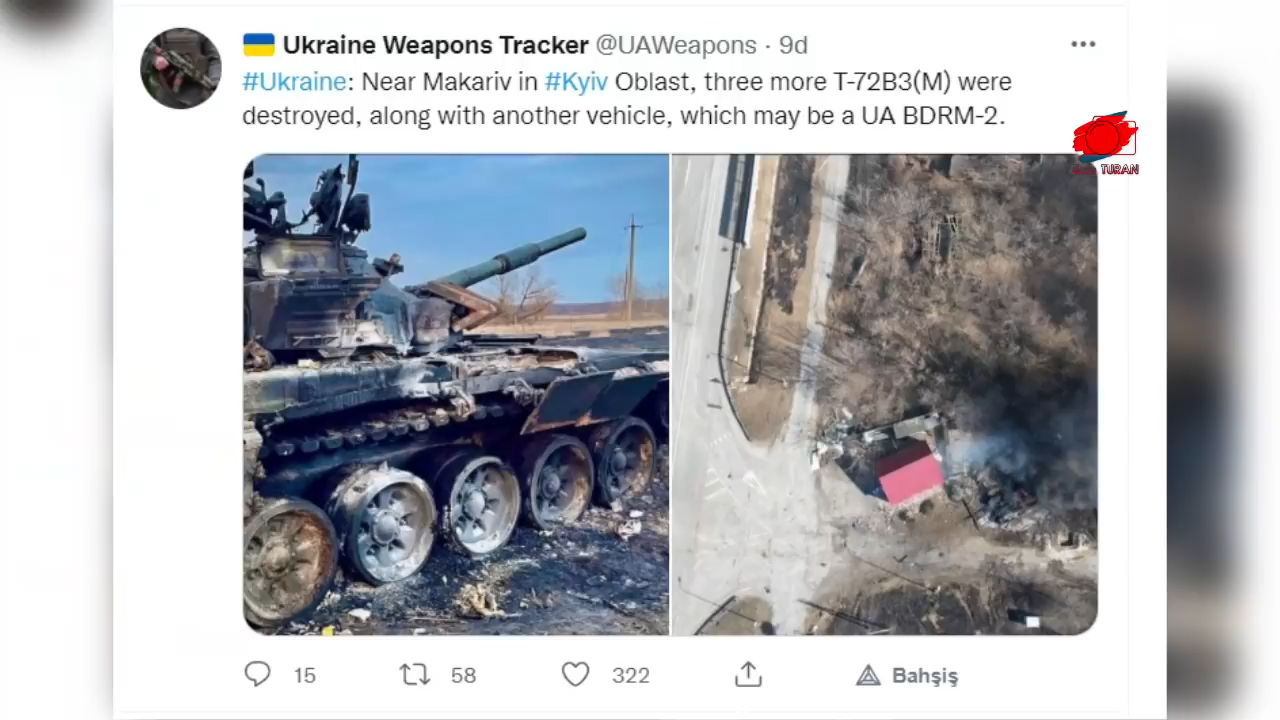 Ukraine Weapons Tracker @UAWeapons · 9d
#Ukraine: Near Makariv in #Kyiv Oblast, three more T-72B3(M) were
destroyed, along with another vehicle, which may be a UA BDRM-2.
TURAN
15 58 322 Bahşiş